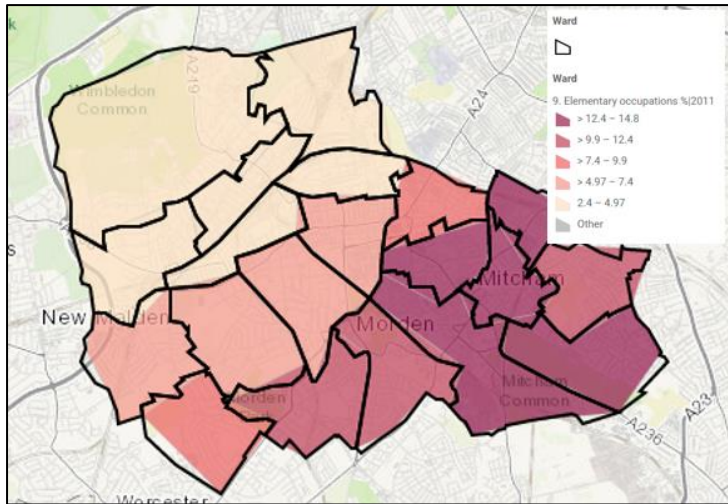 k
Wimbledon
Common
A219
A24
s
New Malden
Morden
Mitcham
Morden
Park
Mitcham
Common
A23
A236
Worcester
Ward
Ward
9. Elementary occupations %|2011
> 12.4 – 14.8
> 9.9 – 12.4
> 7.4 – 9.9
> 4.97 – 7.4
2.4 – 4.97
Other